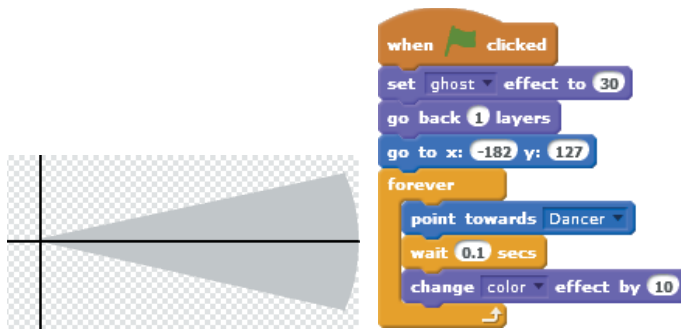 when clicked
set ghost effect to 30
go back 1 layers
go to x: -182 y: 127
forever
point towards Dancer
wait 0.1 secs
change color effect by 10